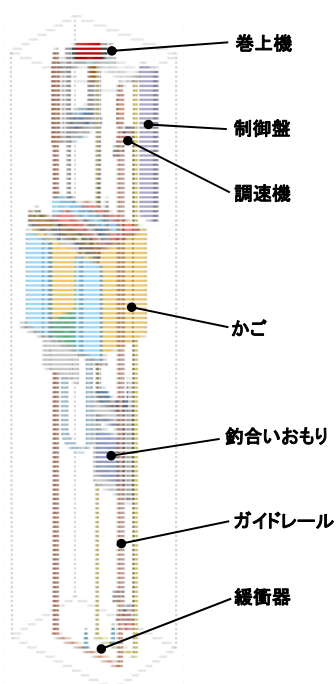 巻上機
制御盤
調速機
かご
釣合いおもり
ガイドレール
緩衝器